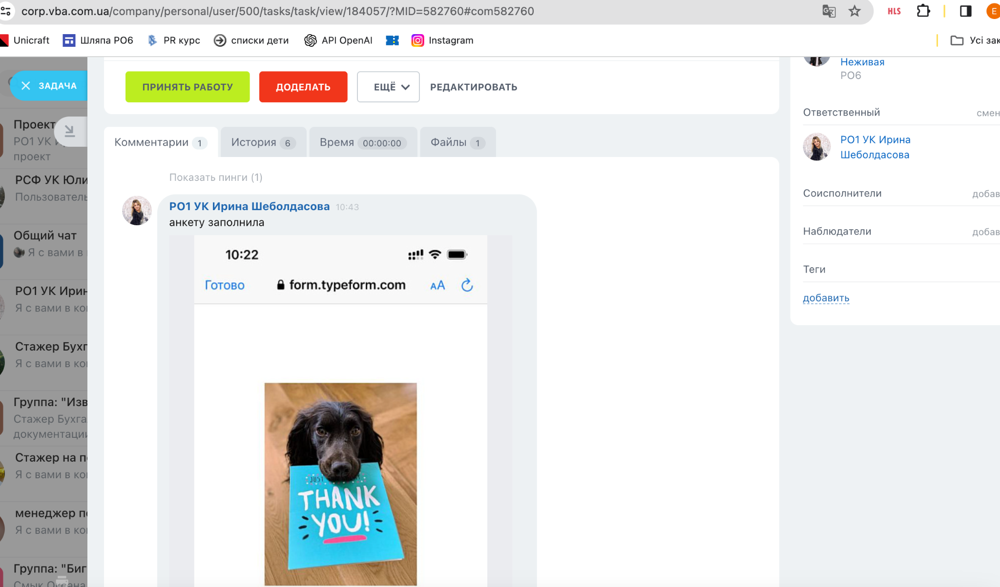 corp.vba.com.ua/company/personal/user/500/tasks/task/view/184057/?MID=582760#com582760
HLS
E
Unicraft
Шляпа РО6
PR курс
списки дети
API OpenAI
Instagram
Усі зак
ЗАДАЧА
Проект
РО1 УК И
проект
РСФ УК Юли
Пользователь
Общий чат
Я с вами в
РО1 УК Ирин
Я с вами в ко
Стажер Бухг
Я с вами в ко
Группа: "Изв
Стажер Бухга
документации
Стажер на п
Я с вами в ко
менеджер п
Я с вами в ко
Группа: "Биг
Смык Оксана
ПРИНЯТЬ РАБОТУ
ДОДЕЛАТЬ
ЕЩЁ
РЕДАКТИРОВАТЬ
Комментарии 1
История 6
Время 00:00:00
Файлы 1
Показать пинги (1)
РО1 УК Ирина Шеболдасова 10:43
анкету заполнила
10:22
Готово
form.typeform.com
AA
JUST
THANK
YOU!
Неживая
РО6
Ответственный
смен
РО1 УК Ирина
Шеболдасова
Соисполнители
добав
Наблюдатели
добав
Теги
добавить